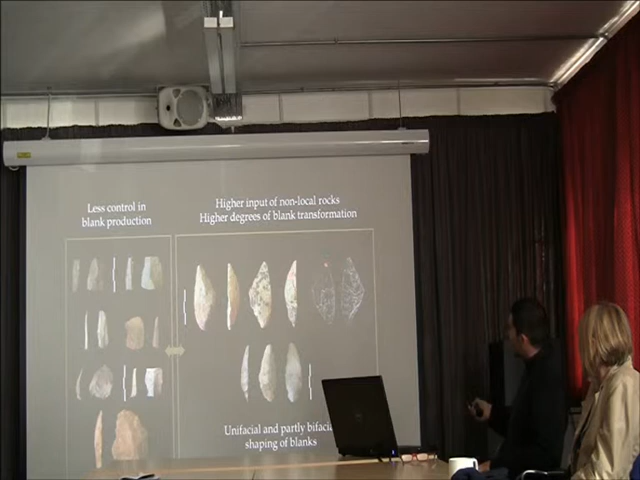 Less control in
blank production
Higher input of non-local rocks
Higher degrees of blank transformation
Unifacial and partly bifacial
shaping of blanks